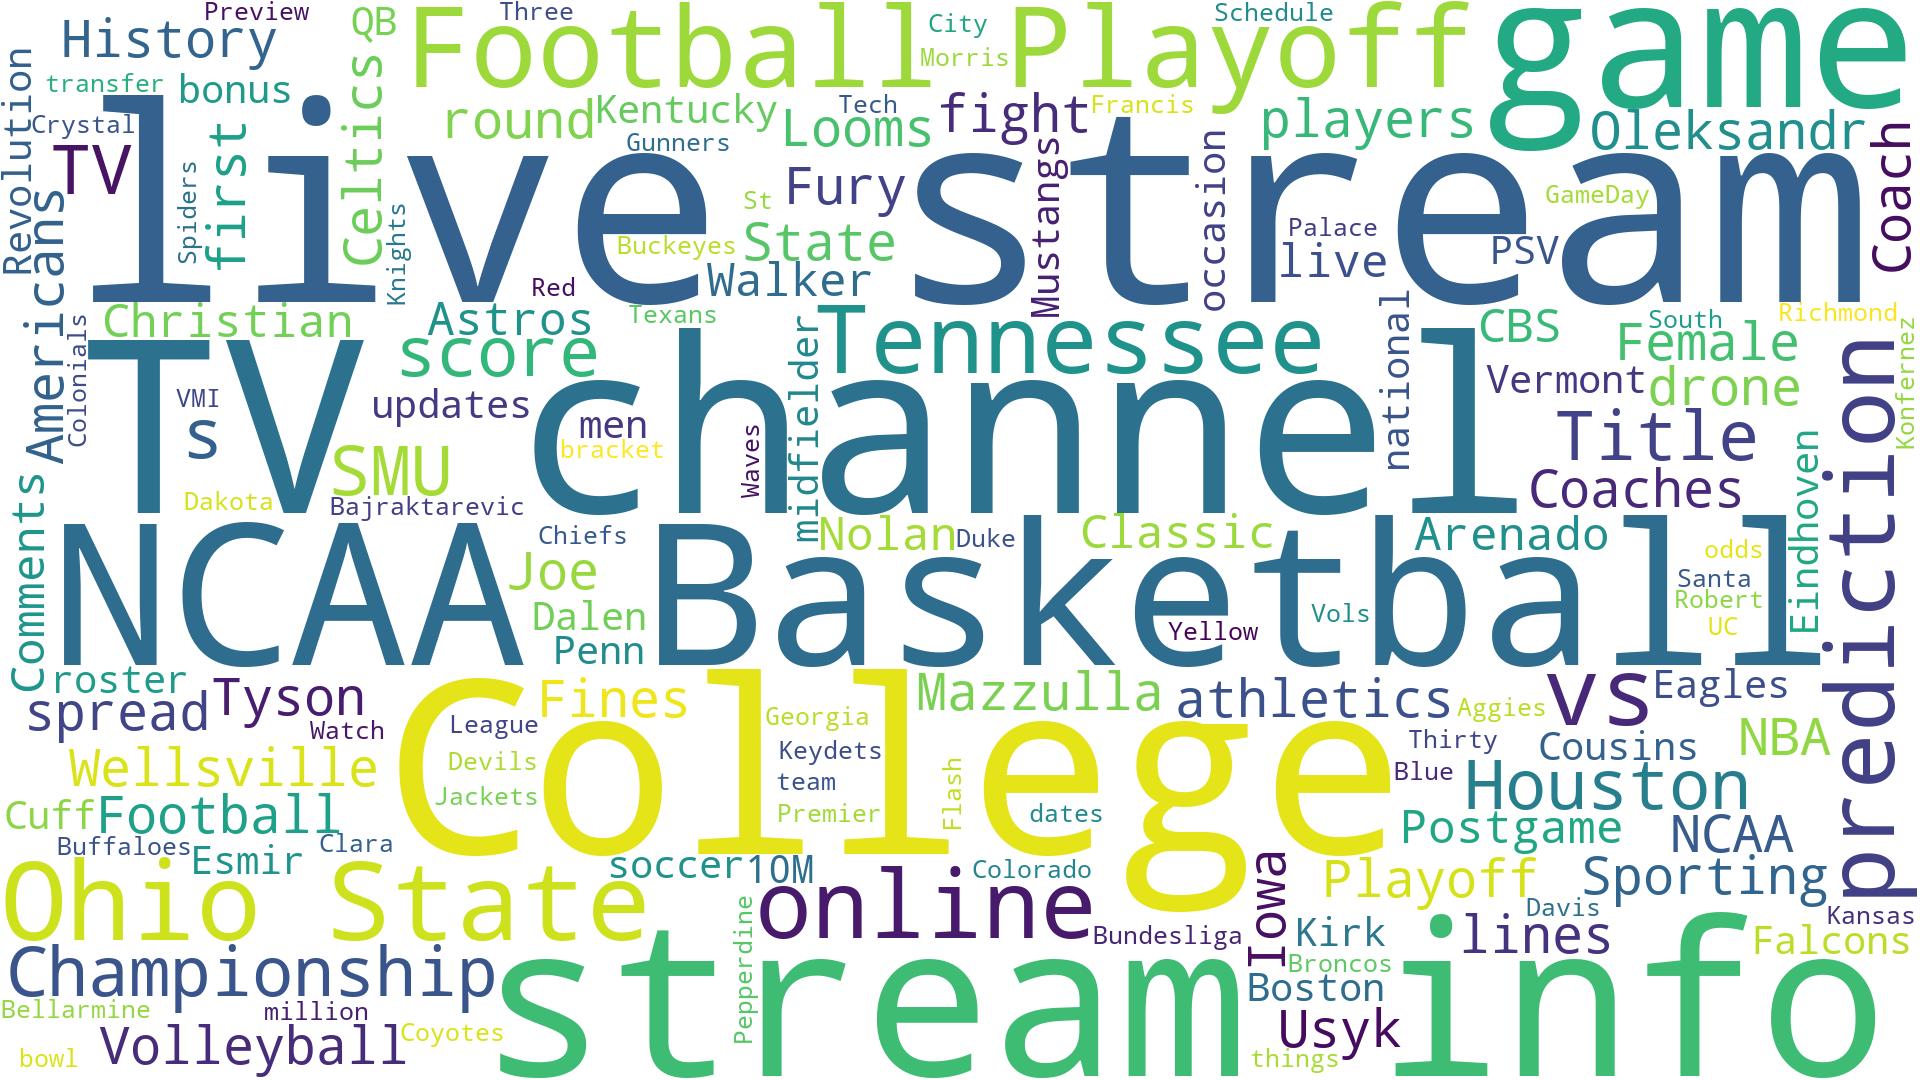 Preview
Three
City
Schedule
History
QB
Football Playoff
game
Morris
transfer
bonus
Revolution
Crystal
TV
first
Spiders
Celtics
Knights
round
Kentucky
Gunners
Tech
Looms
fight
Francis
players
Oleksandr
Coach
live stream
Fury
Mustangs
occasion
GameDay
St
State
Buckeyes
Palace
live
PSV
Walker
Red
Americans
Christian
Astros
Texans
Tennessee
national
CBS
South
Richmond
Female
Konferenz
Colonials
score
midfielder
Vermont
drone
prediction
TV channel
VMI
s
updates
men
bracket
Waves
Title
SMU
Coaches
Eindhoven
Comments
Dakota
Bajraktarevic
Chiefs
Nolan
Duke
Classic
Arenado
odds
NCAA Basketball
Joe
Santa
Robert
UC
Dalen
Vols
Yellow
Penn
roster
spread
Tyson
Watch
College
Fines
Mazzulla
athletics
Aggies
vs
Eagles
League
Georgia
Thirty
Cousins
NBA
Wellsville
Devils
Keydets
team
Blue
Jackets
Premier
Flash
dates
Houston
Cuff
Football
Postgame
NCAA
Buffaloes
Esmir
Clara
soccer
10M
Colorado
Iowa
Playoff
Sporting
Ohio State
online
Pepperdine
Bundesliga
Kirk
Davis
lines
Kansas
Falcons
Championship
stream info
Broncos
Boston
Bellarmine
million
Volleyball
Coyotes
Usyk
bowl
things